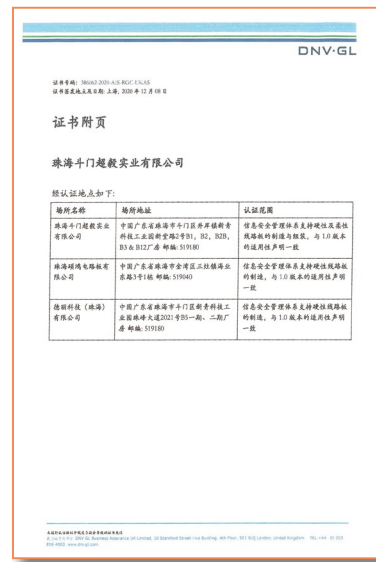 DNV·GL
证书号码: 386062-2020-AIS-RGC-UKAS
证书签发地点及日期: 上海, 2020 年 12 月 08 日
证书附页
珠海斗门超毅实业有限公司
经认证地点如下:
场所名称 场所地址 认证范围
珠海斗门超毅实业有限公司 中国广东省珠海市斗门区井岸镇新青科技工业园新堂路2号B1, B2, B2B, B3 & B12厂房 邮编: 519180 信息安全管理体系支持硬性及柔性线路板的制造与组装, 与 1.0 版本的适用性声明一致
珠海硕鸿电路板有限公司 中国广东省珠海市金湾区三灶镇海业东路3号1栋 邮编: 519040 信息安全管理体系支持硬性线路板的制造, 与 1.0 版本的适用性声明一致
德丽科技(珠海)有限公司 中国广东省珠海市斗门区新青科技工业园珠峰大道2021号B5一期、二期厂房 邮编: 519180 信息安全管理体系支持硬性线路板的制造, 与 1.0 版本的适用性声明一致
DNV GL Business Assurance UK Limited,
London, United Kingdom
www.dnvgl.com